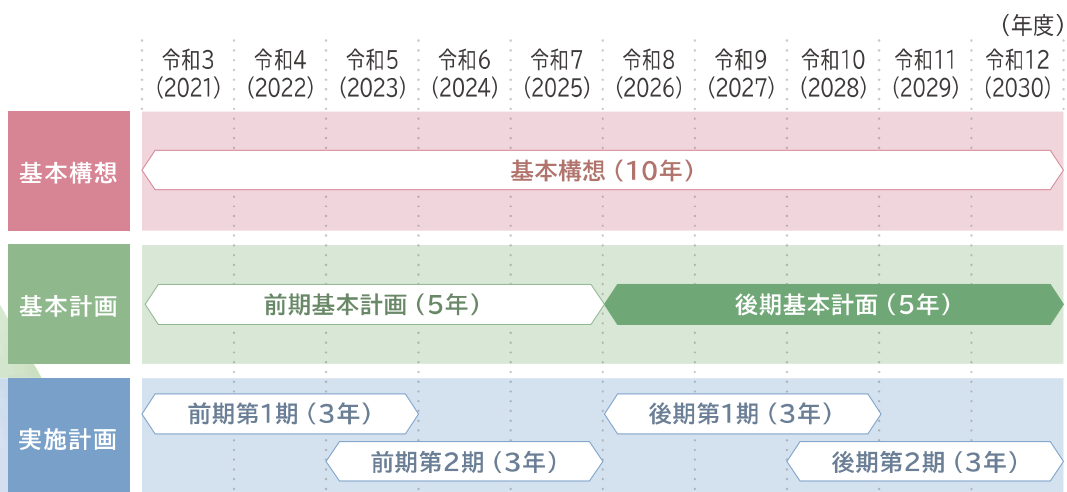 （年度）
令和3 令和4 令和5 令和6 令和7 令和8 令和9 令和10 令和11 令和12
（2021） （2022） （2023） （2024） （2025） （2026） （2027） （2028） （2029） （2030）
基本構想
基本構想（10年）
基本計画
前期基本計画（5年） 後期基本計面（5年）
実施計画
前期第1期（3年） 後期第1期（3年）
前期第2期（3年） 後期第2期（3年）